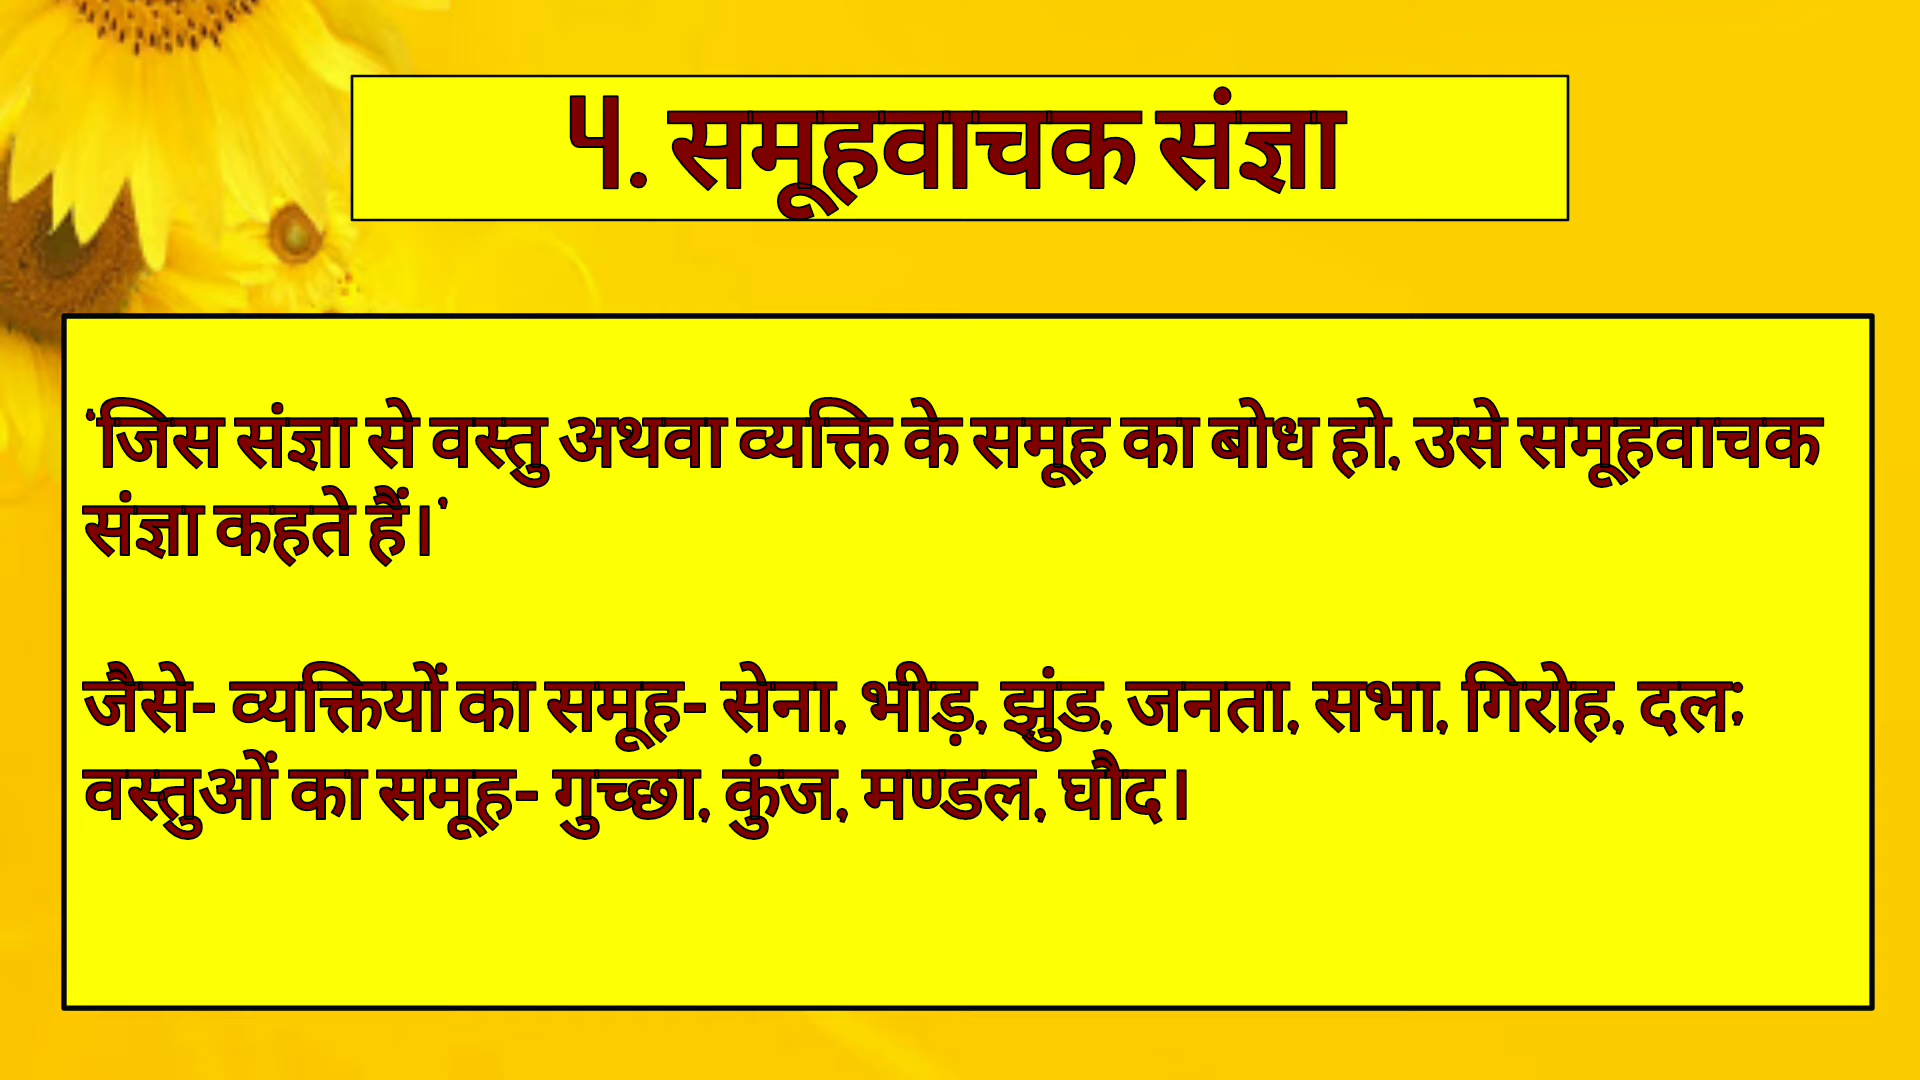 4. समूहवाचक संज्ञा
‘जिस संज्ञा से वस्तु अथवा व्यक्ति के समूह का बोध हो, उसे समूहवाचक
संज्ञा कहते हैं।’
जैसे- व्यक्तियों का समूह- सेना, भीड़, झुंड, जनता, सभा, गिरोह, दल;
वस्तुओं का समूह- गुच्छा, कुंज, मण्डल, घौद।